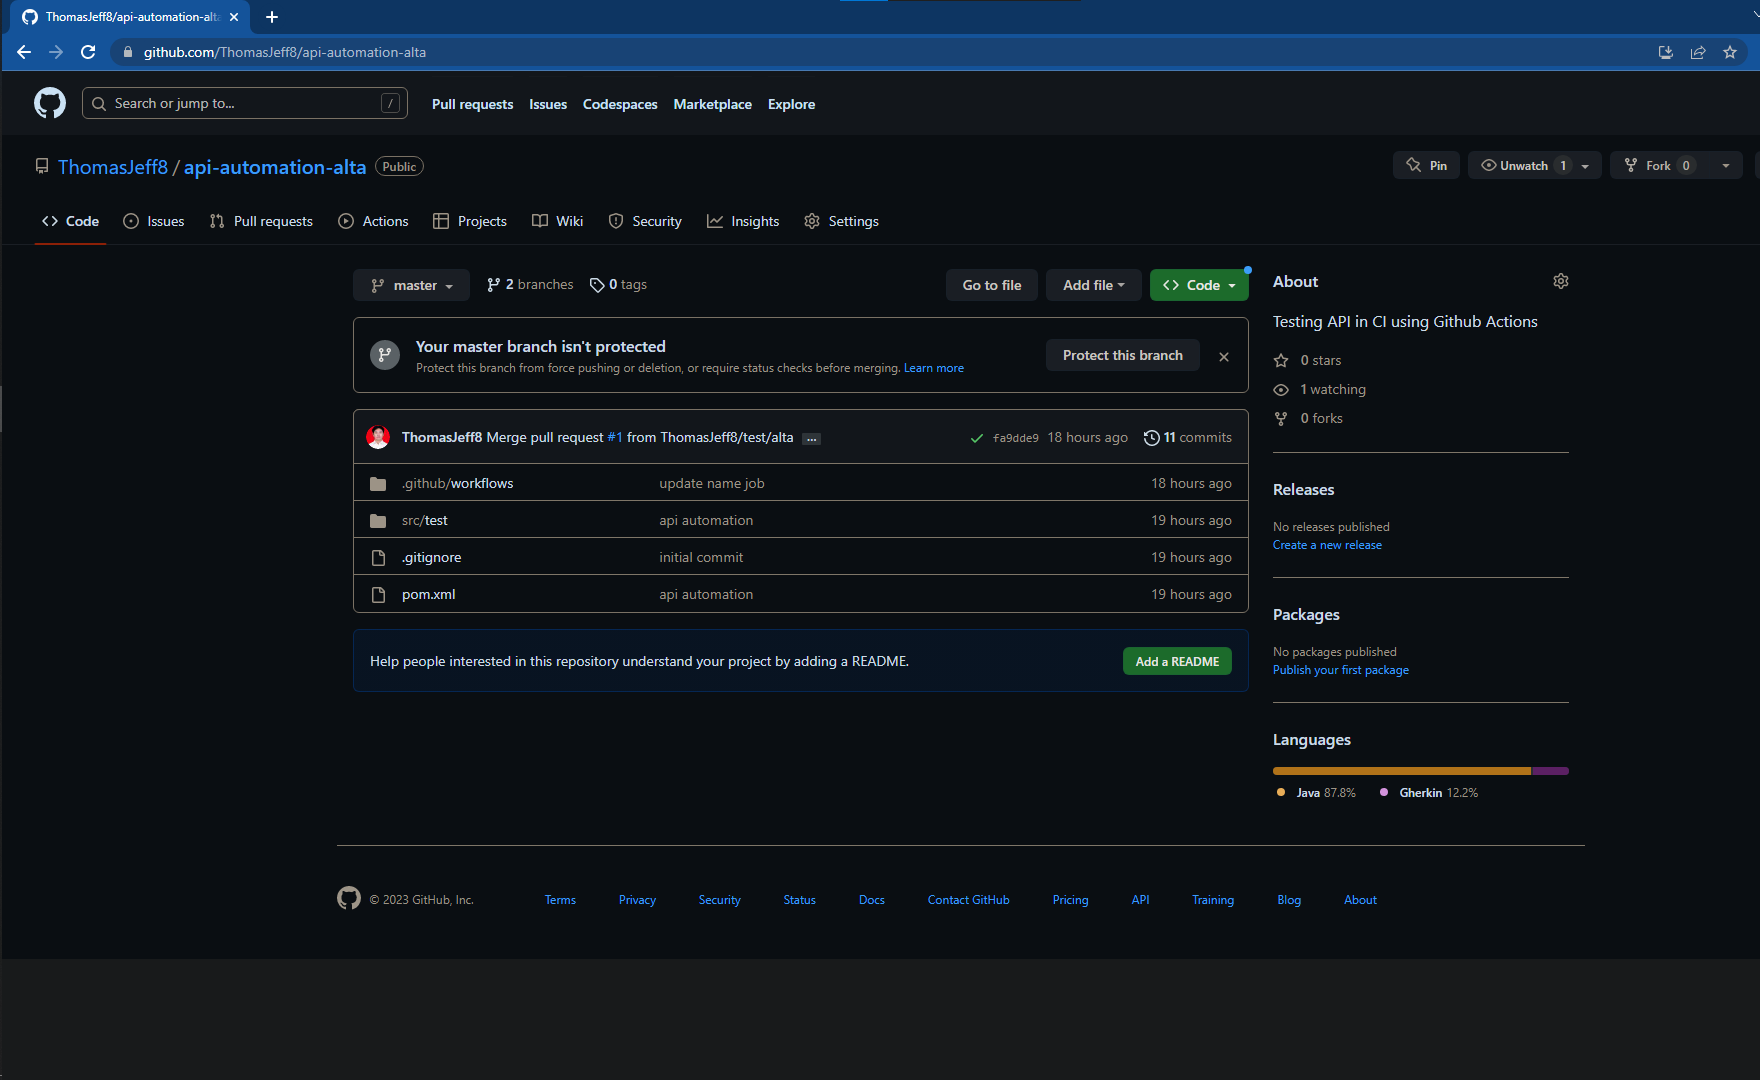 ThomasJeff8/api-automation-alta
github.com/ThomasJeff8/api-automation-alta
Search or jump to... /
Pull requests Issues Codespaces Marketplace Explore
ThomasJeff8 / api-automation-alta Public
Pin Unwatch 1 Fork 0
Code Issues Pull requests Actions Projects Wiki Security Insights Settings
master 2 branches 0 tags Go to file Add file Code
Your master branch isn't protected
Protect this branch from force pushing or deletion, or require status checks before merging. Learn more
Protect this branch
ThomasJeff8 Merge pull request #1 from ThomasJeff8/test/alta ... fa9dde9 18 hours ago 11 commits
.github/workflows update name job 18 hours ago
src/test api automation 19 hours ago
.gitignore initial commit 19 hours ago
pom.xml api automation 19 hours ago
Help people interested in this repository understand your project by adding a README. Add a README
About
Testing API in CI using Github Actions
0 stars
1 watching
0 forks
Releases
No releases published
Create a new release
Packages
No packages published
Publish your first package
Languages
Java 87.8% Gherkin 12.2%
© 2023 GitHub, Inc. Terms Privacy Security Status Docs Contact GitHub Pricing API Training Blog About